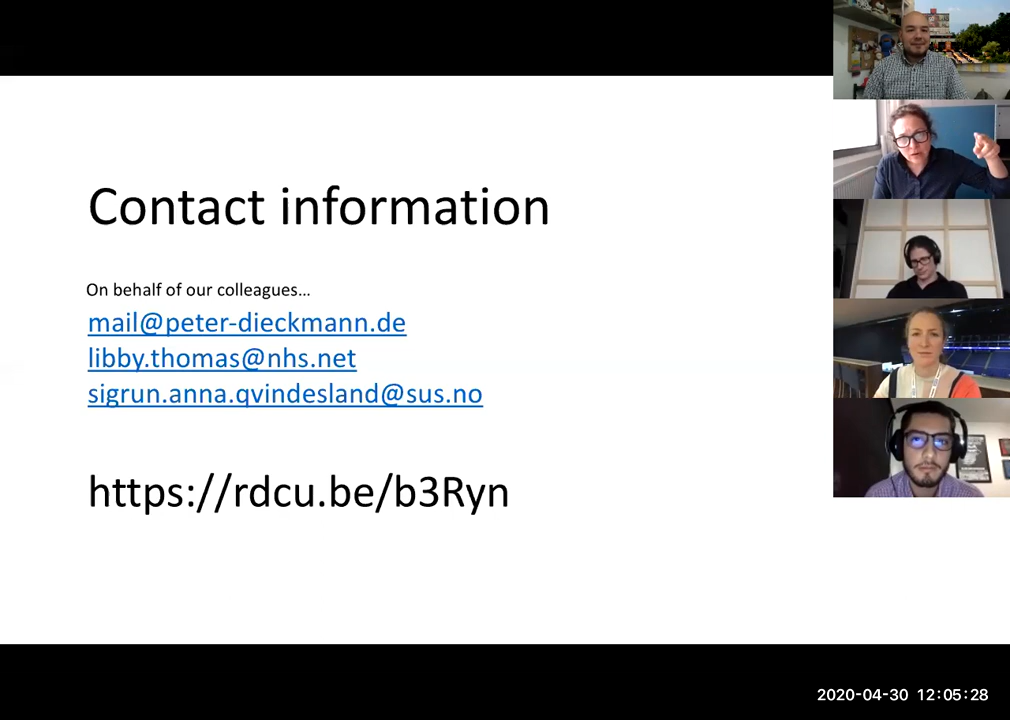 Contact information
On behalf of our colleagues...
mail@peter-dieckmann.de
libby.thomas@nhs.net
sigrun.anna.qvindesland@sus.no
https://rdcu.be/b3Ryn
2020-04-30 12:05:28